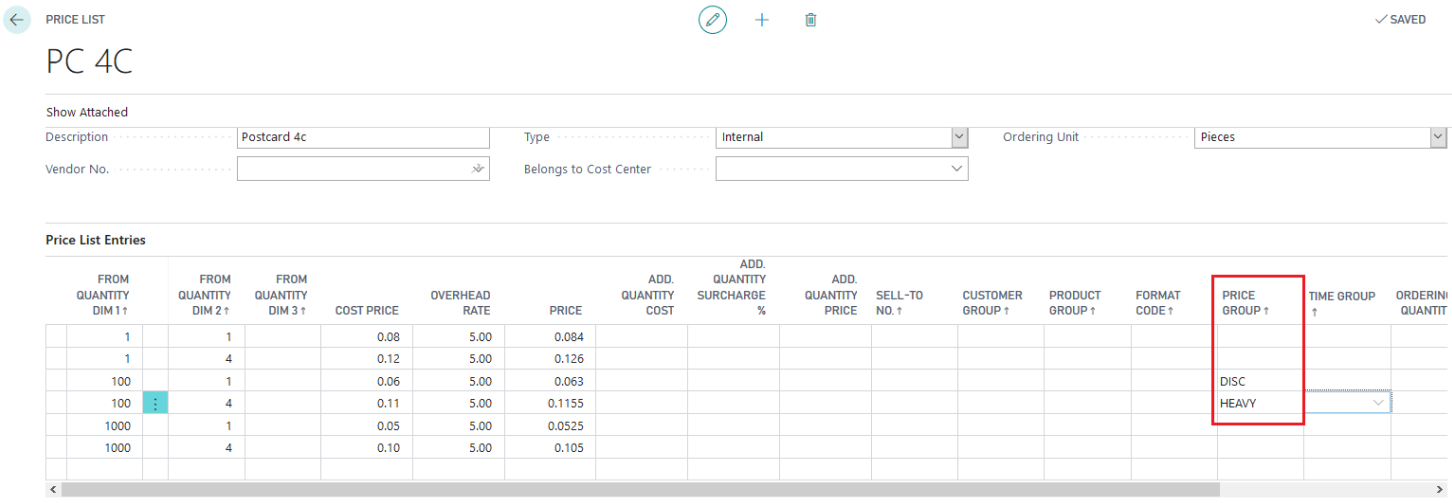 PRICE LIST
SAVED
PC 4C
Show Attached
Description Postcard 4c Type Internal Ordering Unit Pieces
Vendor No. Belongs to Cost Center
Price List Entries
ADD.
FROM FROM FROM ADD. QUANTITY ADD.
QUANTITY QUANTITY QUANTITY OVERHEAD QUANTITY SURCHARGE QUANTITY SELL-TO CUSTOMER PRODUCT FORMAT PRICE TIME GROUP ORDERIN
DIM 1↑ DIM 2↑ DIM 3↑ COST PRICE RATE PRICE COST % PRICE NO.↑ GROUP↑ GROUP↑ CODE↑ GROUP↑ ↑ QUANTIT
1 1 0.08 5.00 0.084
1 4 0.12 5.00 0.126
100 1 0.06 5.00 0.063 DISC
100 4 0.11 5.00 0.1155 HEAVY
1000 1 0.05 5.00 0.0525
1000 4 0.10 5.00 0.105